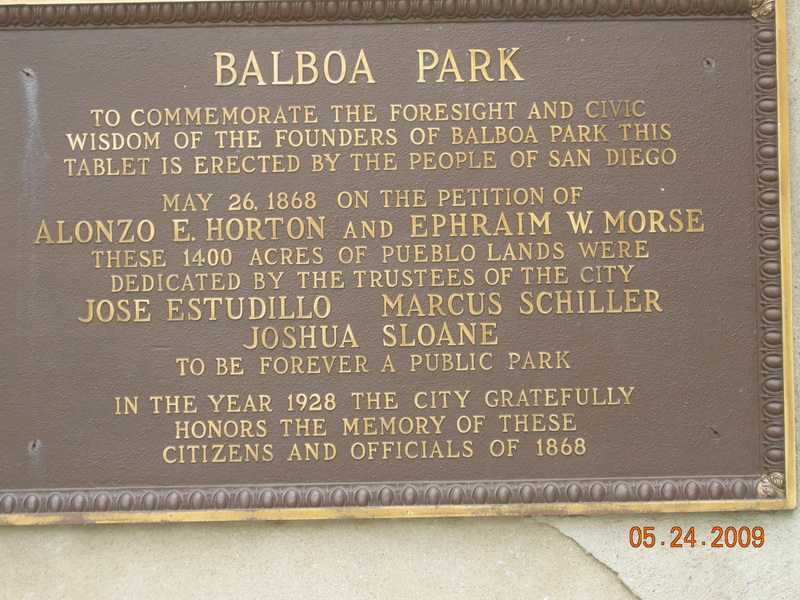 BALBOA PARK
TO COMMEMORATE THE FORESIGHT AND CIVIC
WISDOM OF THE FOUNDERS OF BALBOA PARK THIS
TABLET IS ERECTED BY THE PEOPLE OF SAN DIEGO
MAY 26, 1868 ON THE PETITION OF
ALONZO E. HORTON AND EPHRAIM W. MORSE
THESE 1400 ACRES OF PUEBLO LANDS WERE
DEDICATED BY THE TRUSTEES OF THE CITY
JOSE ESTUDILLO MARCUS SCHILLER
JOSHUA SLOANE
TO BE FOREVER A PUBLIC PARK
IN THE YEAR 1928 THE CITY GRATEFULLY
HONORS THE MEMORY OF THESE
CITIZENS AND OFFICIALS OF 1868
05.24.2009